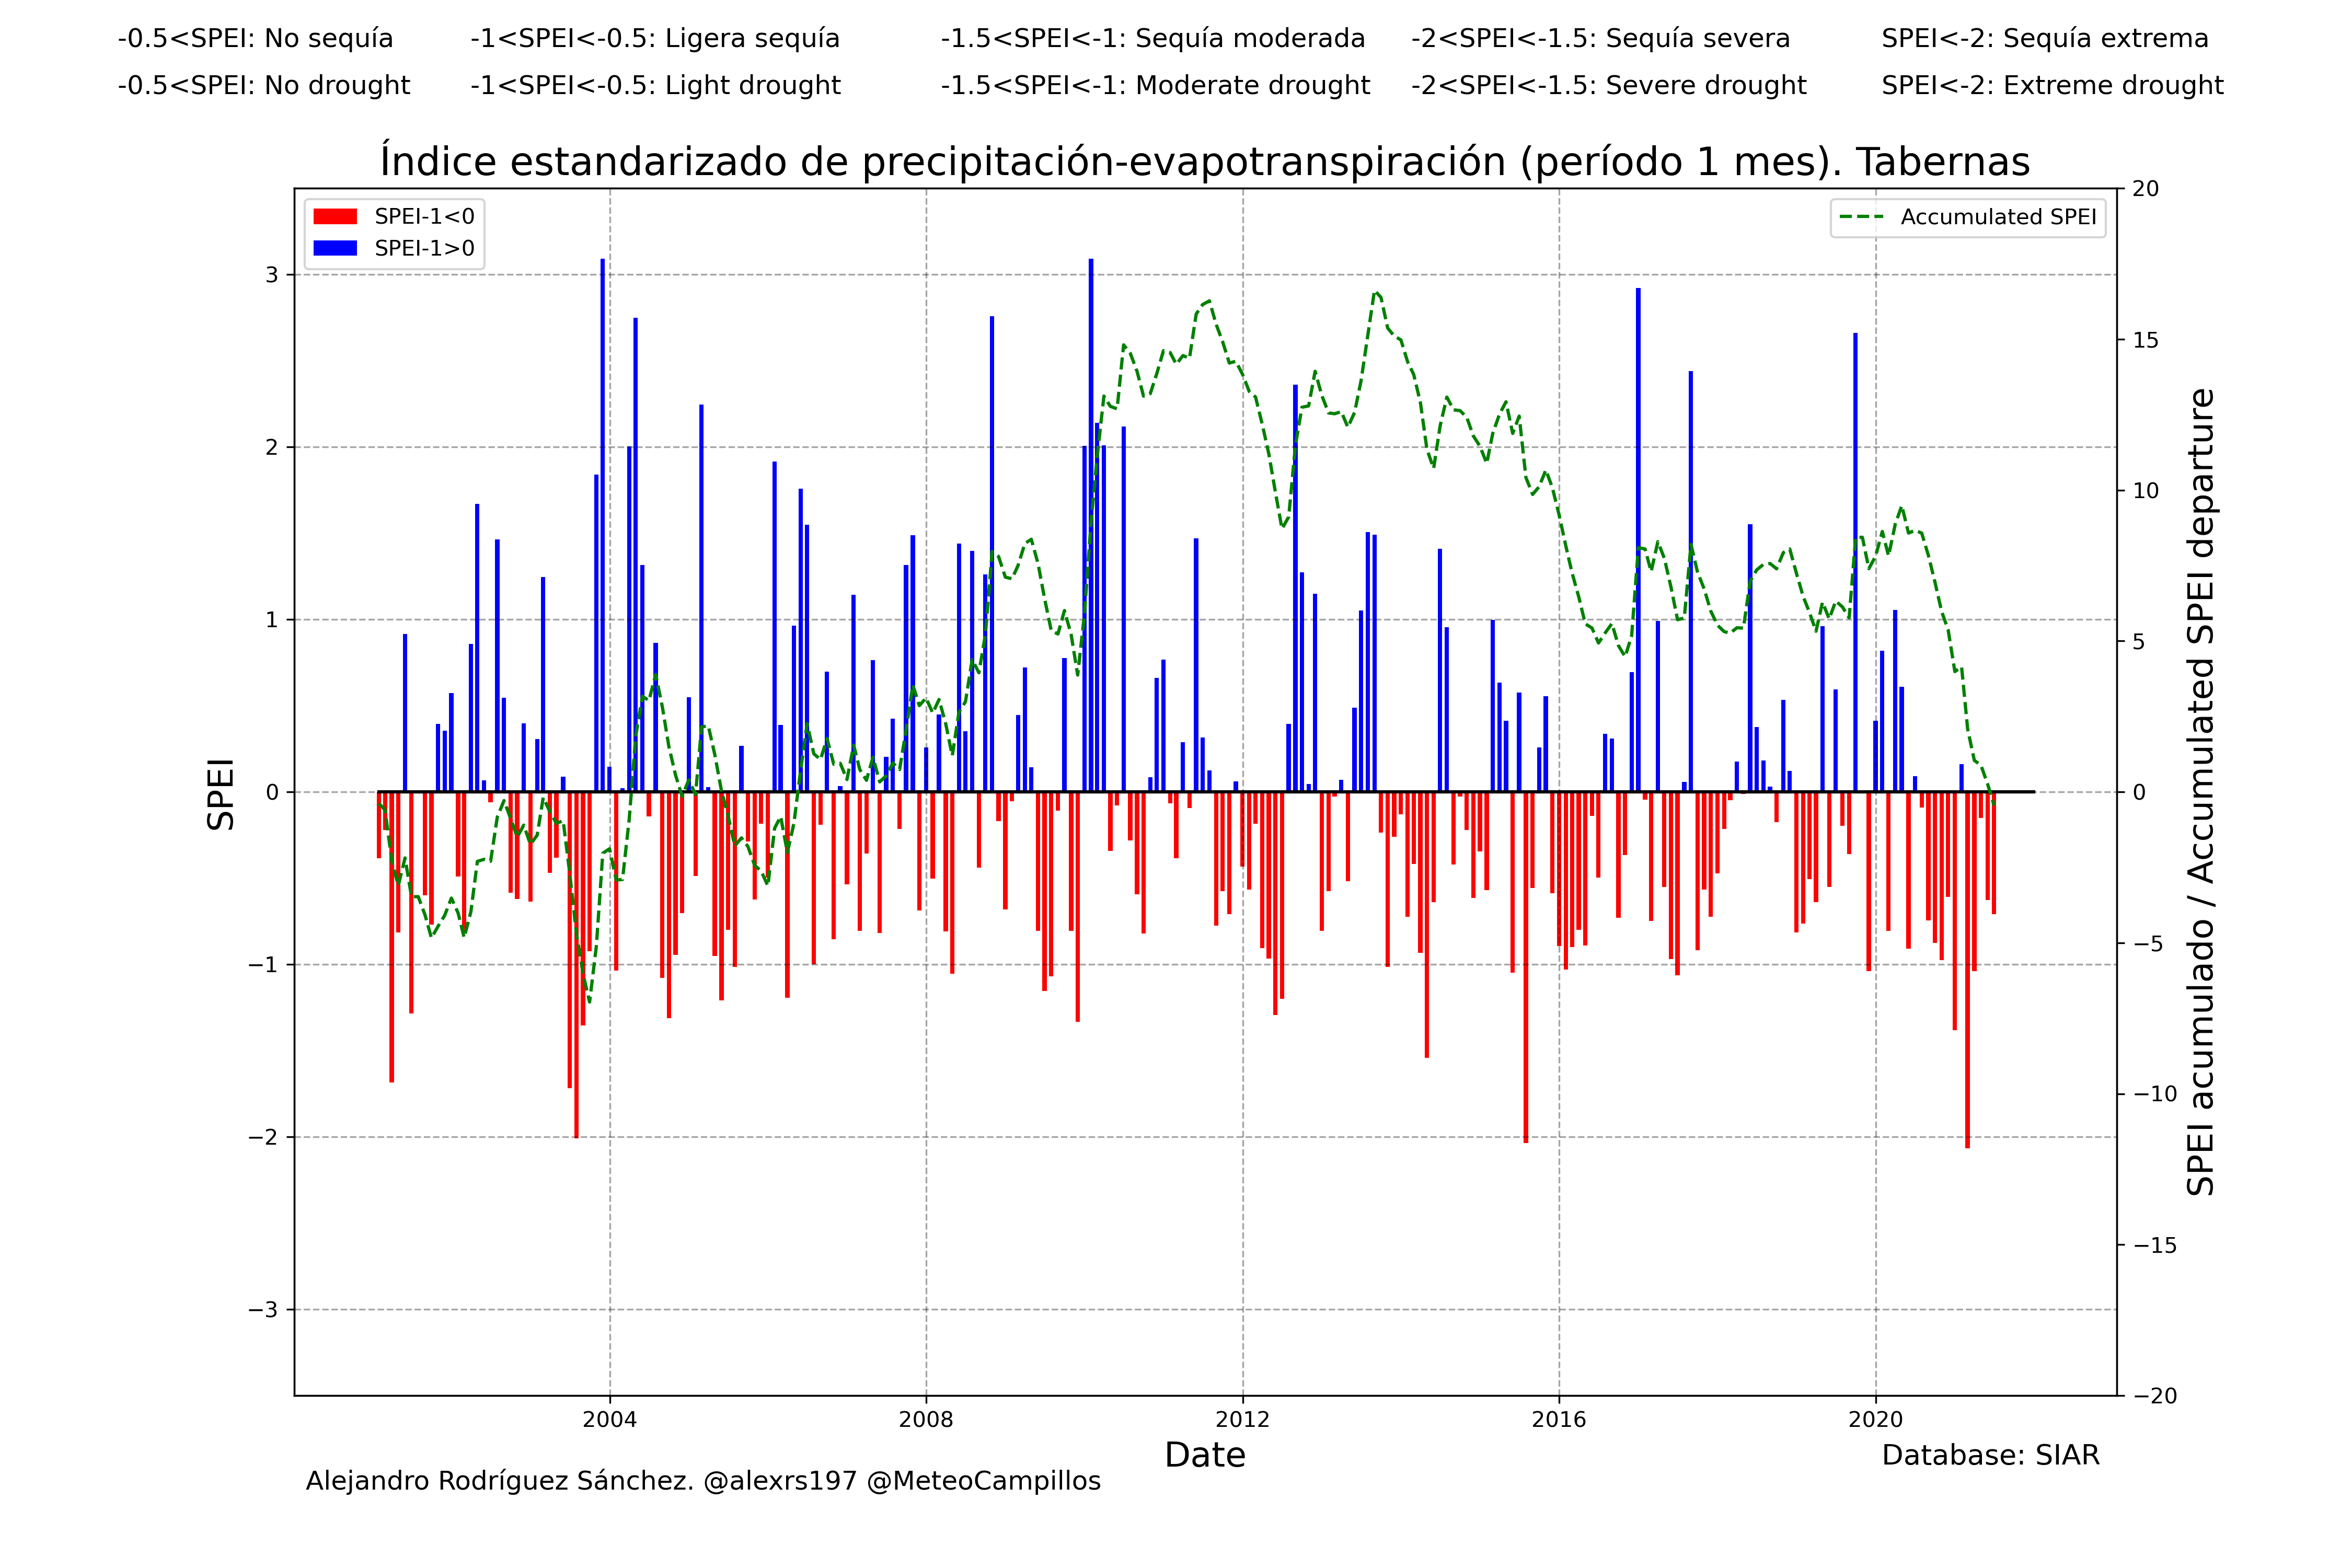 -0.5<SPEI: No sequía -1<SPEI<-0.5: Ligera sequía -1.5<SPEI<-1: Sequía moderada -2<SPEI<-1.5: Sequía severa SPEI<-2: Sequía extrema
-0.5<SPEI: No drought -1<SPEI<-0.5: Light drought -1.5<SPEI<-1: Moderate drought -2<SPEI<-1.5: Severe drought SPEI<-2: Extreme drought
Índice estandarizado de precipitación-evapotranspiración (período 1 mes). Tabernas
SPEI-1<0
SPEI-1>0
Accumulated SPEI
SPEI
3
2
1
0
−1
−2
−3
20
15
10
5
0
−5
−10
−15
−20
SPEI acumulado / Accumulated SPEI departure
2004 2008 2012 2016 2020
Date
Database: SIAR
Alejandro Rodríguez Sánchez. @alexrs197 @MeteoCampillos